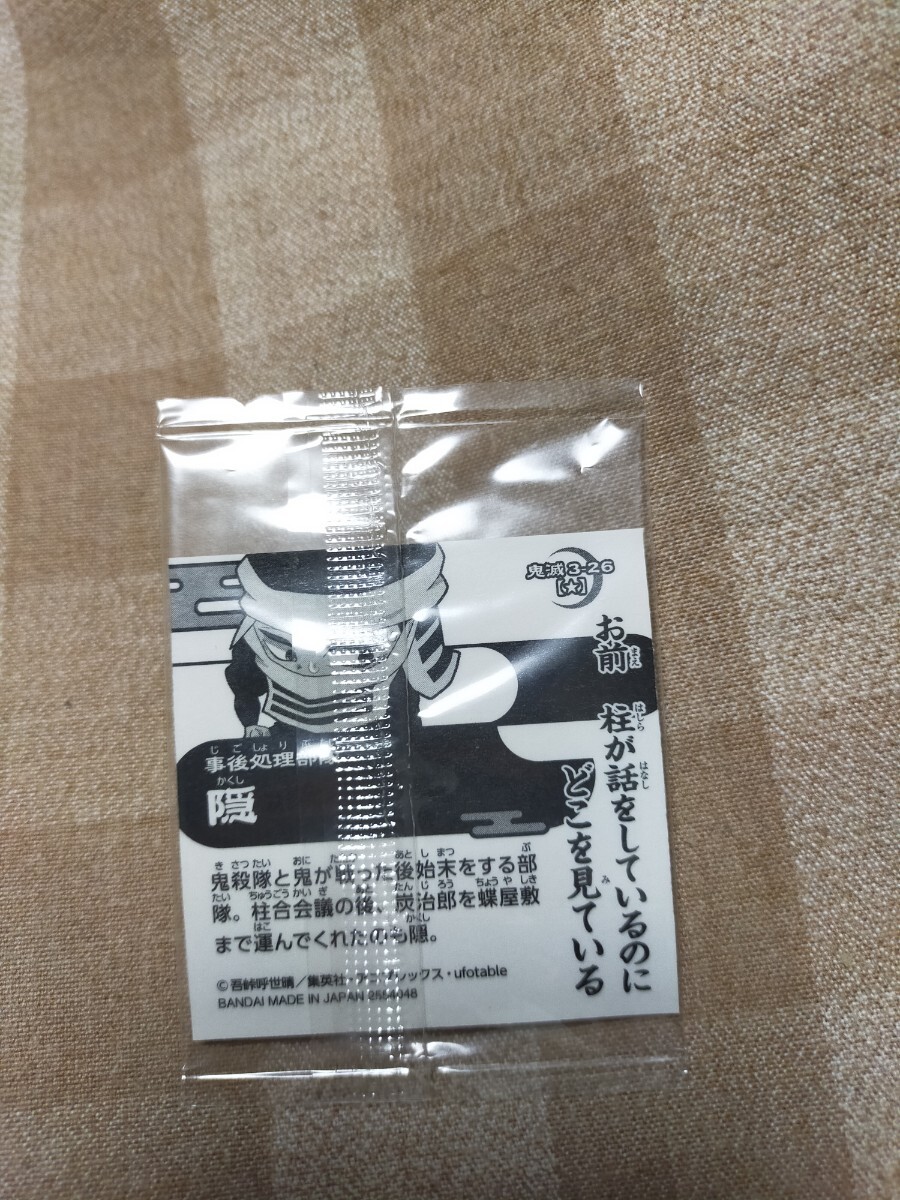 鬼滅 3-26
[★]
お前 柱が話をしているのに
どこを見ている
事後処理部隊
隠
鬼殺隊と鬼が戦った後始末をする部
隊。柱合会議の後、炭治郎を蝶屋敷
まで運んでくれたのも隠。
©吾峠呼世晴／集英社・アニプレックス・ufotable
BANDAI MADE IN JAPAN 2554048